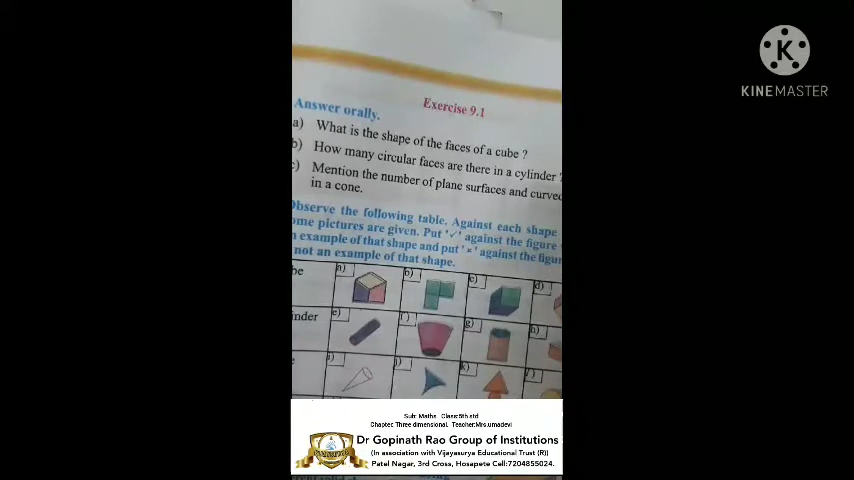 KINEMASTER
Exercise 9.1
Answer orally.
a) What is the shape of the faces of a cube ?
b) How many circular faces are there in a cylinder ?
c) Mention the number of plane surfaces and curved
in a cone.
Observe the following table. Against each shape
some pictures are given. Put '✓' against the figure
example of that shape and put '×' against the figur
not an example of that shape.
be a) b) c) d)
inder e) f) g) h)
i) j) k)
Sub: Maths Class:5th std
Chapter: Three dimensional. Teacher:Mrs.umadevi
Dr Gopinath Rao Group of Institutions
(In association with Vijayasurya Educational Trust (R))
Patel Nagar, 3rd Cross, Hosapete Cell:7204855024.